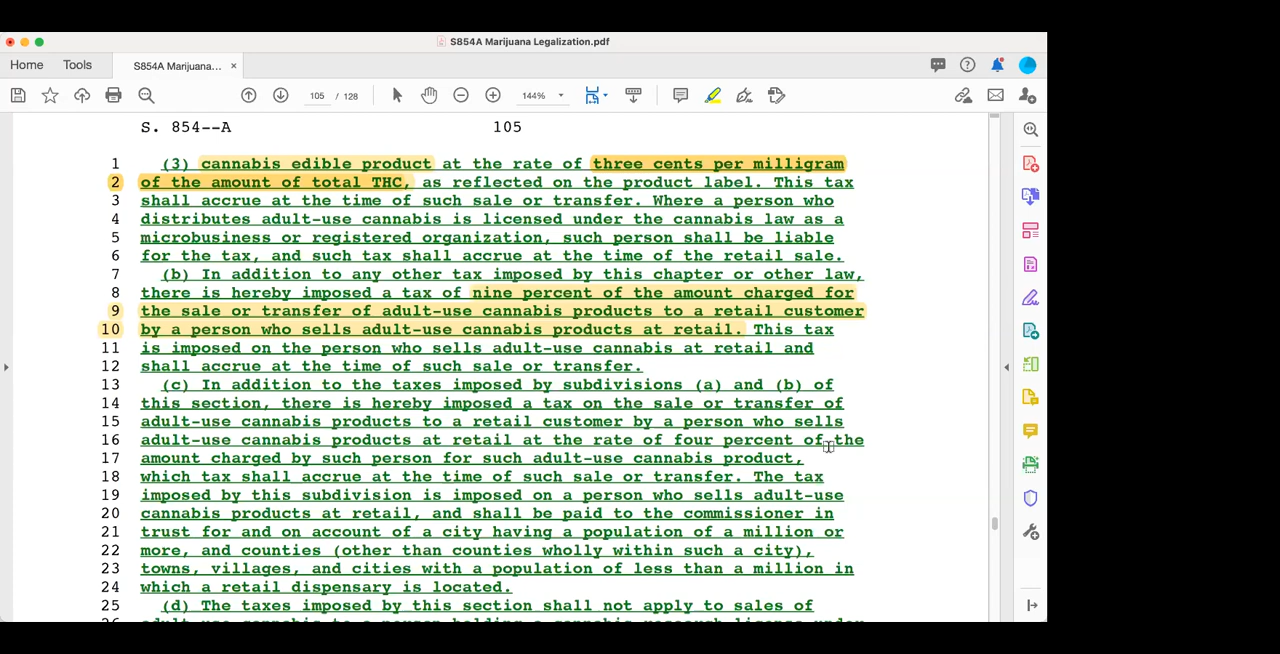 S854A Marijuana Legalization.pdf
Home Tools S854A Marijuana... ×
105 / 128 144%
S. 854--A 105
1 (3) cannabis edible product at the rate of three cents per milligram
2 of the amount of total THC, as reflected on the product label. This tax
3 shall accrue at the time of such sale or transfer. Where a person who
4 distributes adult-use cannabis is licensed under the cannabis law as a
5 microbusiness or registered organization, such person shall be liable
6 for the tax, and such tax shall accrue at the time of the retail sale.
7 (b) In addition to any other tax imposed by this chapter or other law,
8 there is hereby imposed a tax of nine percent of the amount charged for
9 the sale or transfer of adult-use cannabis products to a retail customer
10 by a person who sells adult-use cannabis products at retail. This tax
11 is imposed on the person who sells adult-use cannabis at retail and
12 shall accrue at the time of such sale or transfer.
13 (c) In addition to the taxes imposed by subdivisions (a) and (b) of
14 this section, there is hereby imposed a tax on the sale or transfer of
15 adult-use cannabis products to a retail customer by a person who sells
16 adult-use cannabis products at retail at the rate of four percent of the
17 amount charged by such person for such adult-use cannabis product,
18 which tax shall accrue at the time of such sale or transfer. The tax
19 imposed by this subdivision is imposed on a person who sells adult-use
20 cannabis products at retail, and shall be paid to the commissioner in
21 trust for and on account of a city having a population of a million or
22 more, and counties (other than counties wholly within such a city),
23 towns, villages, and cities with a population of less than a million in
24 which a retail dispensary is located.
25 (d) The taxes imposed by this section shall not apply to sales of